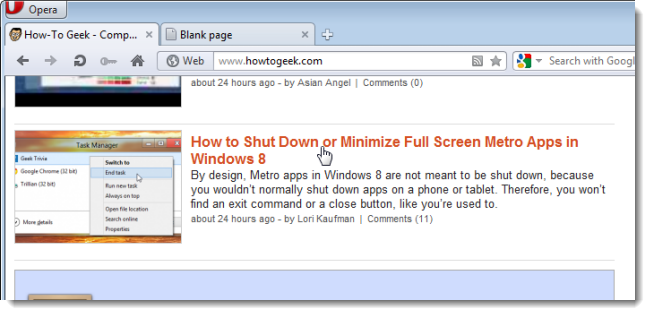 Opera
How-To Geek - Comp...
Blank page
Web
www.howtogeek.com
Search with Googl
about 24 hours ago - by Asian Angel | Comments (0)
Task Manager
Geek Trivia
Google Chrome (32 bit)
Trillian (32 bit)
Switch to
End task
Run new task
Always on top
Open file location
Search online
Properties
More details
How to Shut Down or Minimize Full Screen Metro Apps in
Windows 8
By design, Metro apps in Windows 8 are not meant to be shut down, because
you wouldn't normally shut down apps on a phone or tablet. Therefore, you won't
find an exit command or a close button, like you're used to.
about 24 hours ago - by Lori Kaufman | Comments (11)